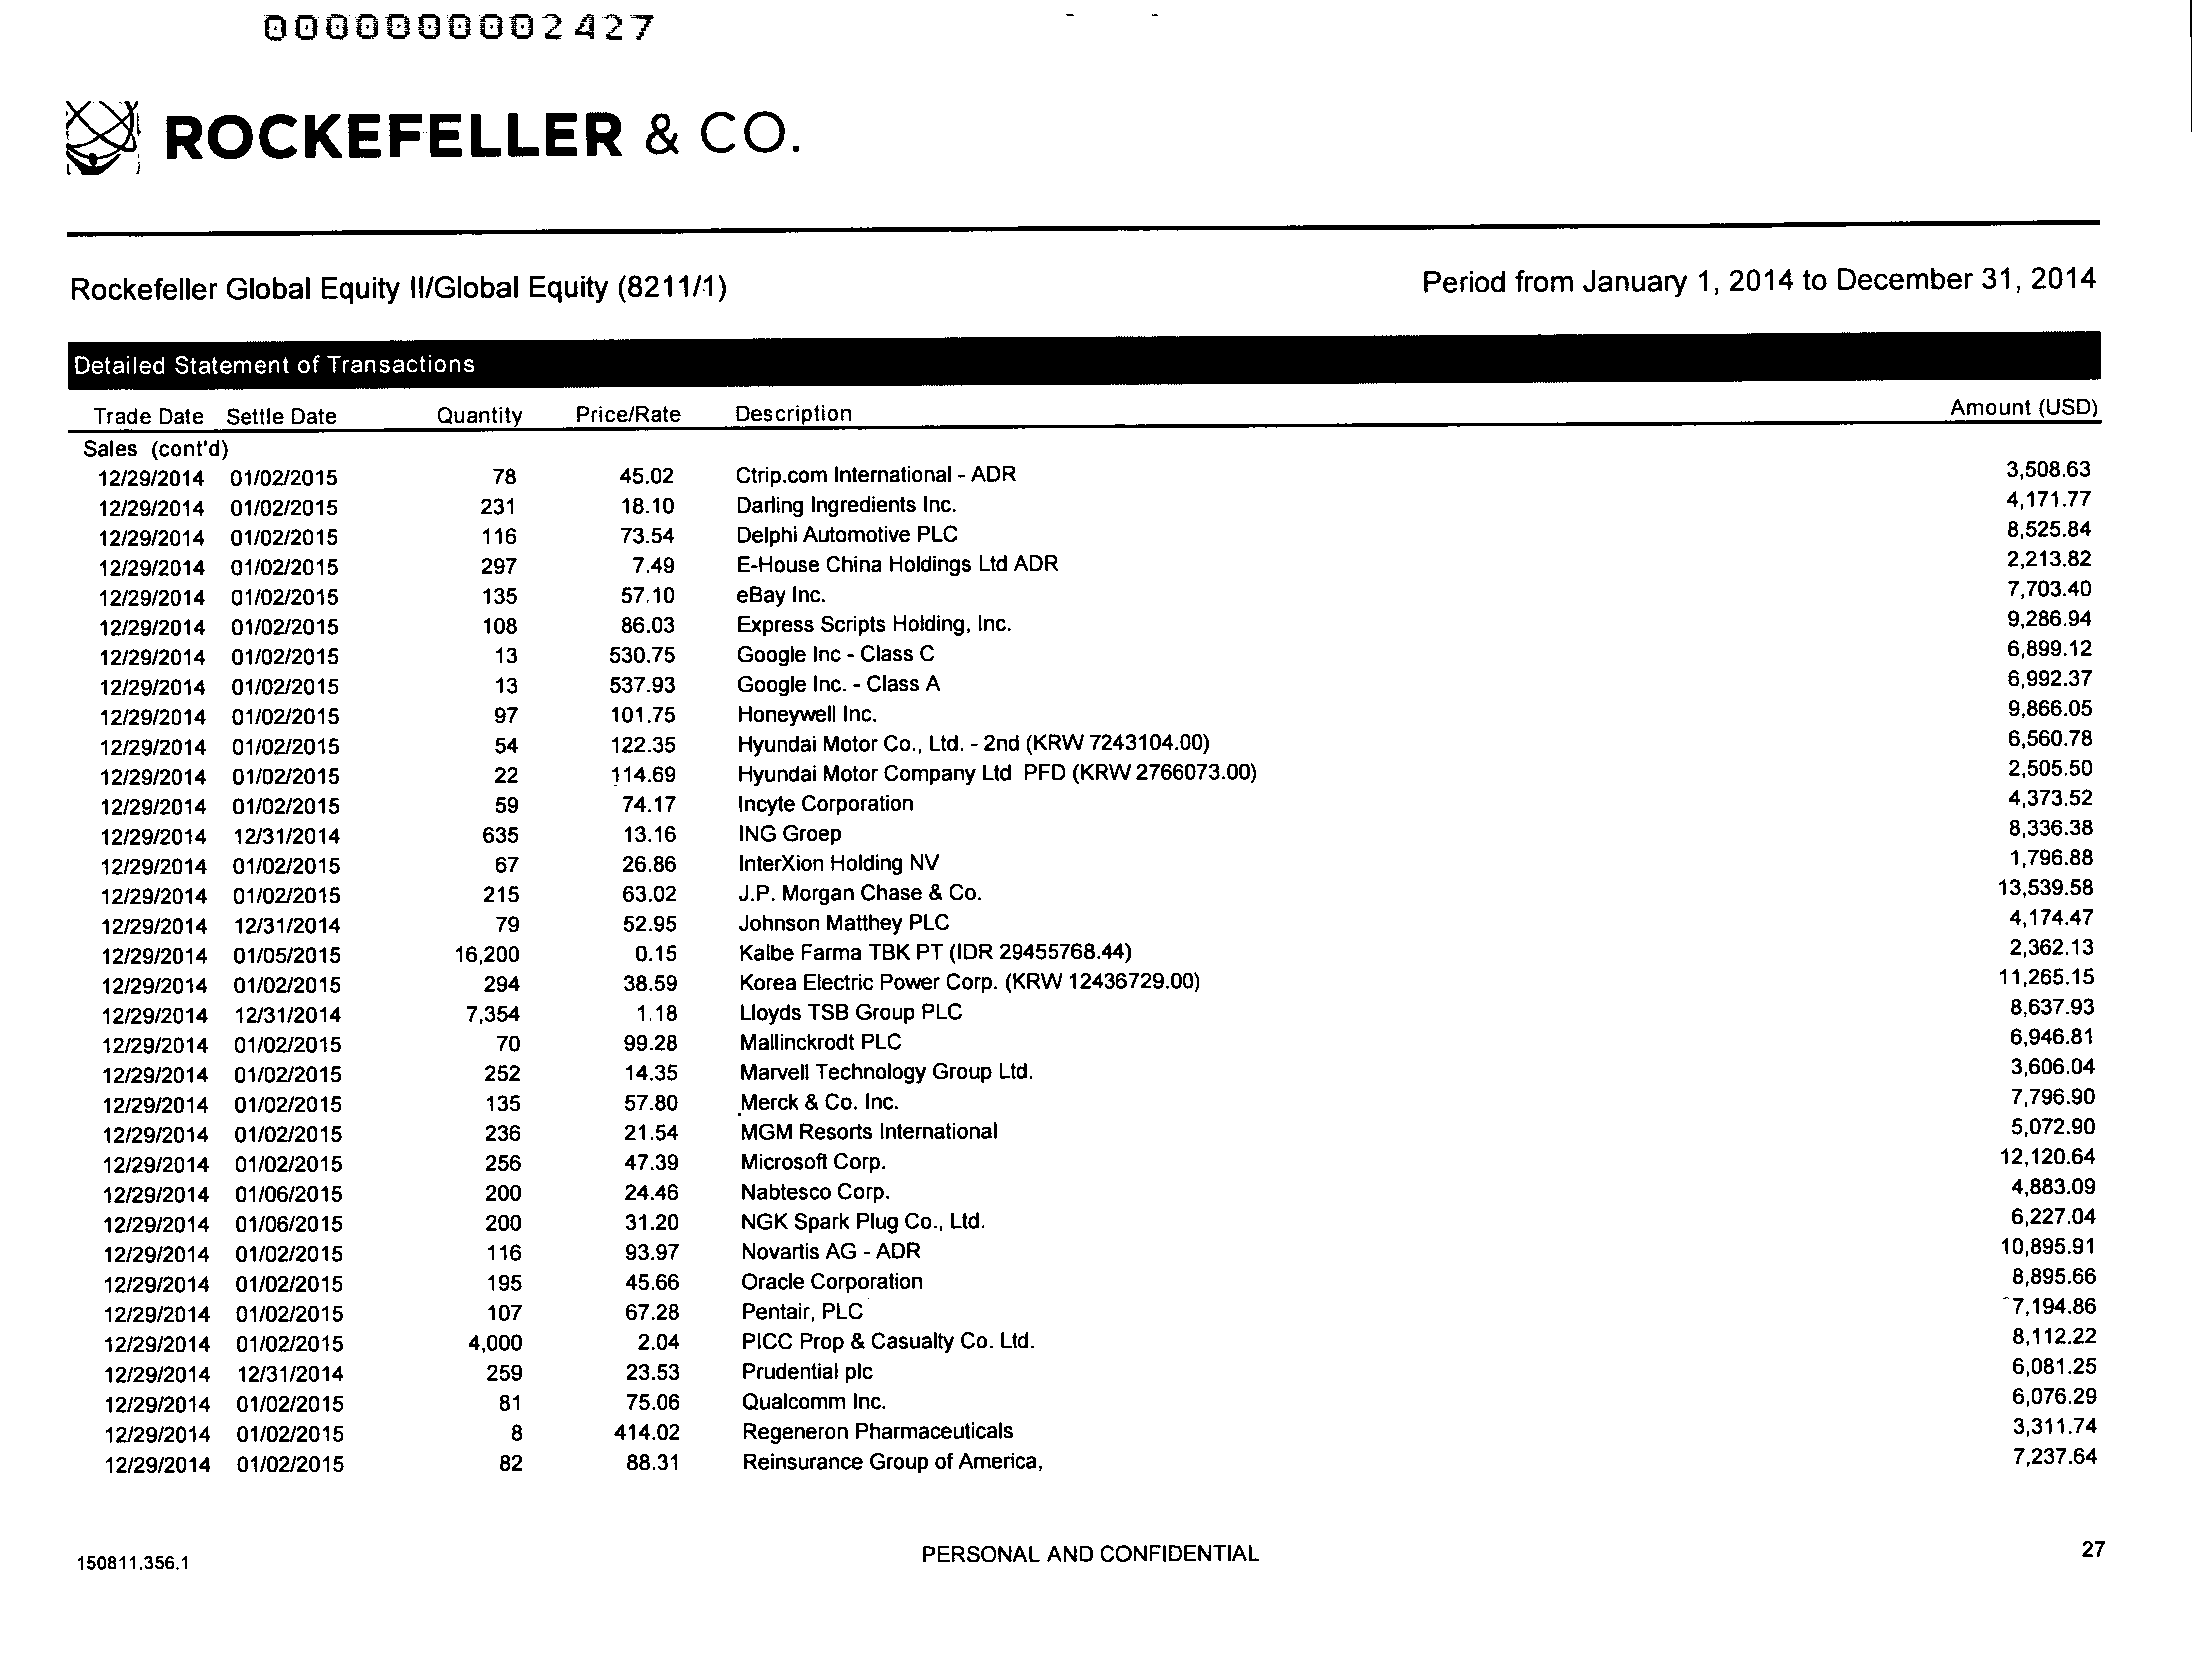 0000000002427
ROCKEFELLER & CO.
Rockefeller Global Equity II/Global Equity (8211/1) Period from January 1, 2014 to December 31, 2014
Detailed Statement of Transactions
Trade Date Settle Date Quantity Price/Rate Description Amount (USD)
Sales (cont'd)
12/29/2014 01/02/2015 78 45.02 Ctrip.com International - ADR 3,508.63
12/29/2014 01/02/2015 231 18.10 Darling Ingredients Inc. 4,171.77
12/29/2014 01/02/2015 116 73.54 Delphi Automotive PLC 8,525.84
12/29/2014 01/02/2015 297 7.49 E-House China Holdings Ltd ADR 2,213.82
12/29/2014 01/02/2015 135 57.10 eBay Inc. 7,703.40
12/29/2014 01/02/2015 108 86.03 Express Scripts Holding, Inc. 9,286.94
12/29/2014 01/02/2015 13 530.75 Google Inc - Class C 6,899.12
12/29/2014 01/02/2015 13 537.93 Google Inc. - Class A 6,992.37
12/29/2014 01/02/2015 97 101.75 Honeywell Inc. 9,866.05
12/29/2014 01/02/2015 54 122.35 Hyundai Motor Co., Ltd. - 2nd (KRW 7243104.00) 6,560.78
12/29/2014 01/02/2015 22 114.69 Hyundai Motor Company Ltd PFD (KRW 2766073.00) 2,505.50
12/29/2014 01/02/2015 59 74.17 Incyte Corporation 4,373.52
12/29/2014 12/31/2014 635 13.16 ING Groep 8,336.38
12/29/2014 01/02/2015 67 26.86 InterXion Holding NV 1,796.88
12/29/2014 01/02/2015 215 63.02 J.P. Morgan Chase & Co. 13,539.58
12/29/2014 12/31/2014 79 52.95 Johnson Matthey PLC 4,174.47
12/29/2014 01/05/2015 16,200 0.15 Kalbe Farma TBK PT (IDR 29455768.44) 2,362.13
12/29/2014 01/02/2015 294 38.59 Korea Electric Power Corp. (KRW 12436729.00) 11,265.15
12/29/2014 12/31/2014 7,354 1.18 Lloyds TSB Group PLC 8,637.93
12/29/2014 01/02/2015 70 99.28 Mallinckrodt PLC 6,946.81
12/29/2014 01/02/2015 252 14.35 Marvell Technology Group Ltd. 3,606.04
12/29/2014 01/02/2015 135 57.80 Merck & Co. Inc. 7,796.90
12/29/2014 01/02/2015 236 21.54 MGM Resorts International 5,072.90
12/29/2014 01/02/2015 256 47.39 Microsoft Corp. 12,120.64
12/29/2014 01/06/2015 200 24.46 Nabtesco Corp. 4,883.09
12/29/2014 01/06/2015 200 31.20 NGK Spark Plug Co., Ltd. 6,227.04
12/29/2014 01/02/2015 116 93.97 Novartis AG - ADR 10,895.91
12/29/2014 01/02/2015 195 45.66 Oracle Corporation 8,895.66
12/29/2014 01/02/2015 107 67.28 Pentair, PLC 7,194.86
12/29/2014 01/02/2015 4,000 2.04 PICC Prop & Casualty Co. Ltd. 8,112.22
12/29/2014 12/31/2014 259 23.53 Prudential plc 6,081.25
12/29/2014 01/02/2015 81 75.06 Qualcomm Inc. 6,076.29
12/29/2014 01/02/2015 8 414.02 Regeneron Pharmaceuticals 3,311.74
12/29/2014 01/02/2015 82 88.31 Reinsurance Group of America, 7,237.64
150811.356.1 PERSONAL AND CONFIDENTIAL 27